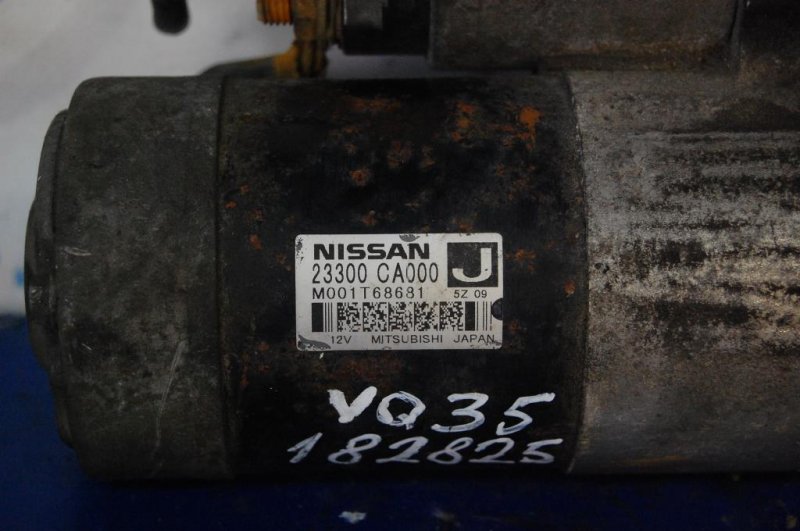 NISSAN
23300 CA000 J
M001T68681 5Z 09
12V MITSUBISHI JAPAN
VQ35
182825